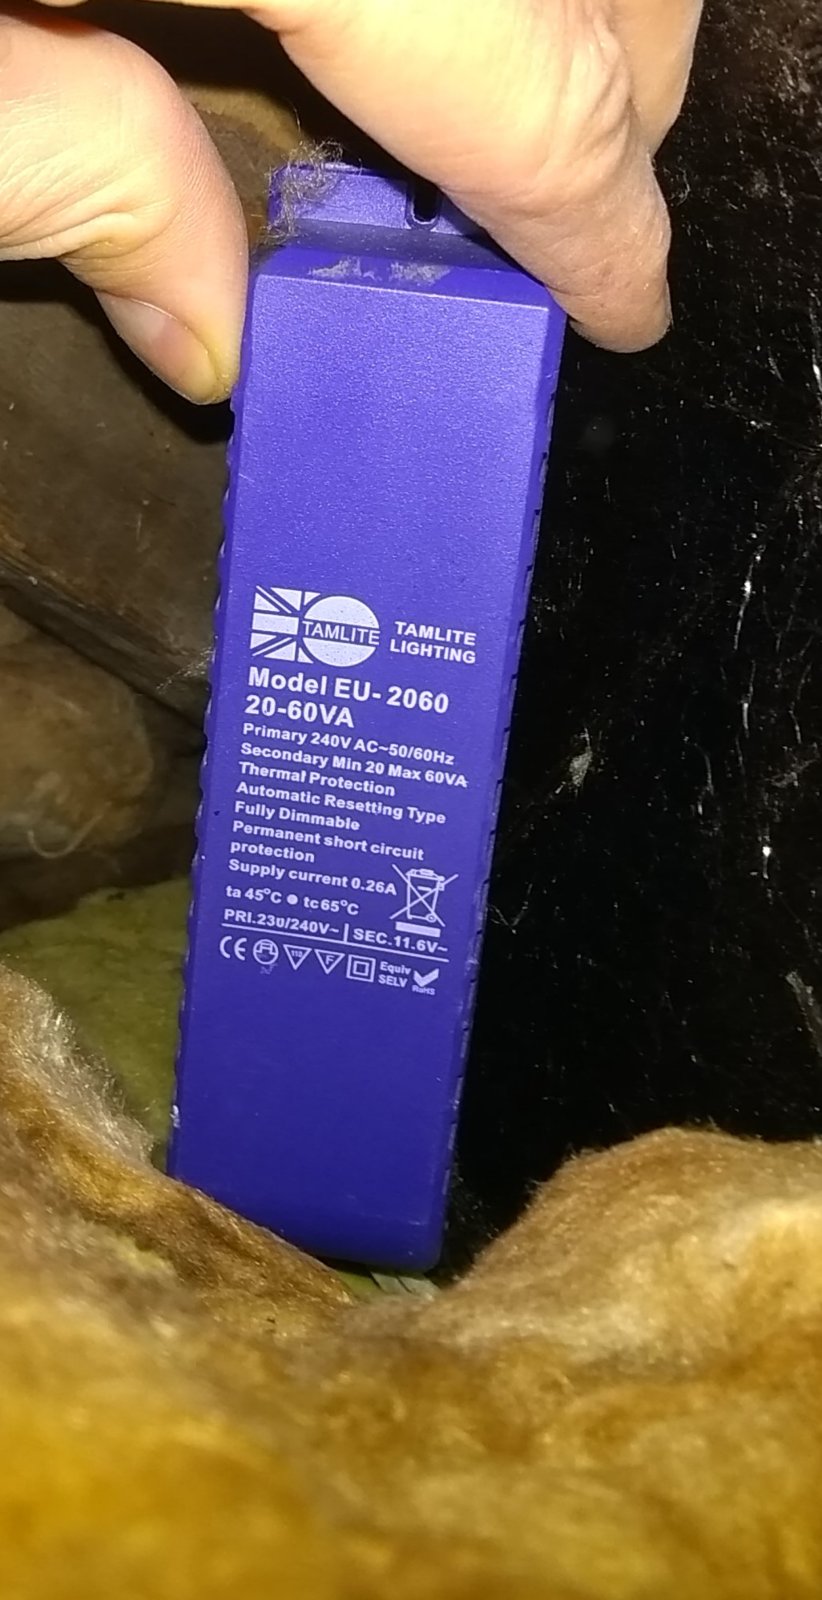 TAMLITE
TAMLITE
LIGHTING
Model EU- 2060
20-60VA
Primary 240V AC~50/60Hz
Secondary Min 20 Max 60VA
Thermal Protection
Automatic Resetting Type
Fully Dimmable
Permanent short circuit
protection
Supply current 0.26A
ta 45°C ● tc65°C
PRI.230/240V~ | SEC.11.6V~
CE 110 F Equiv
SELV RoHS